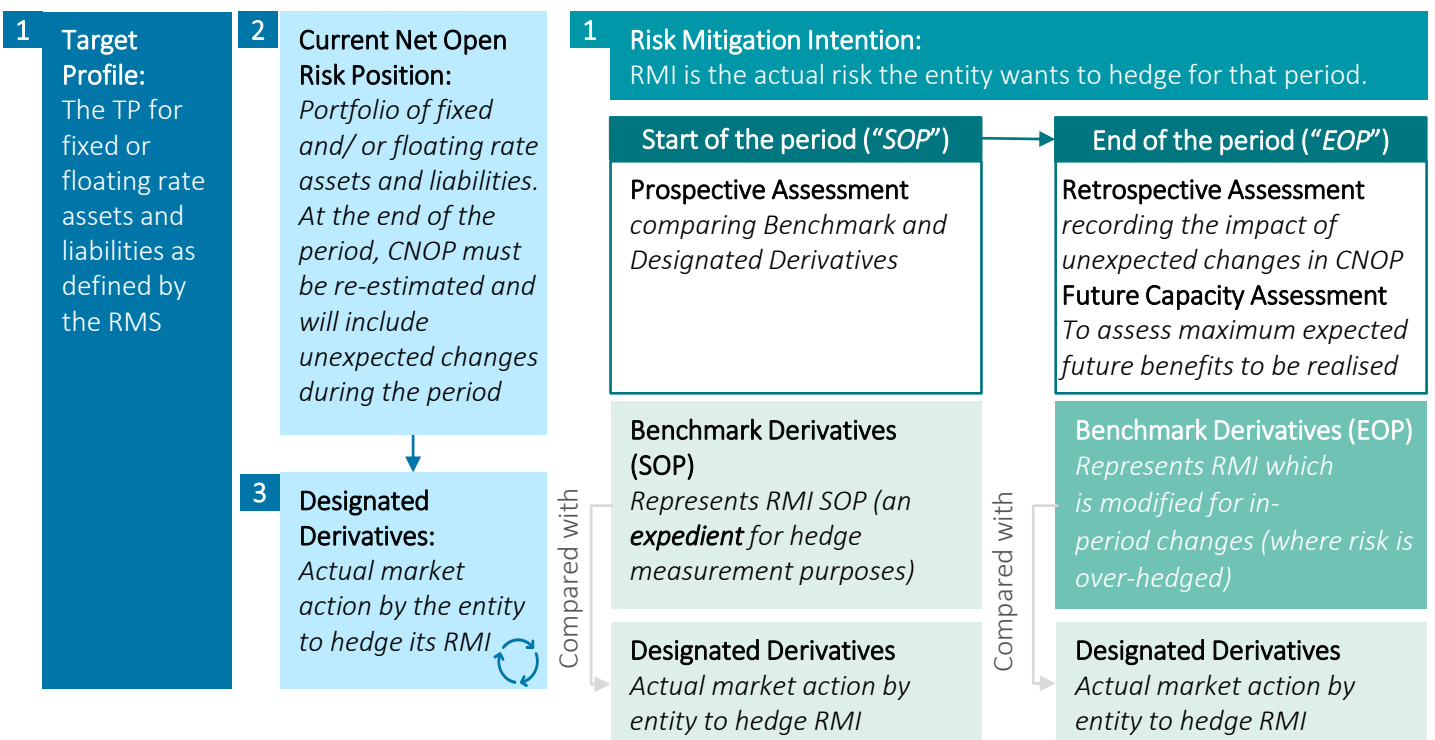 1
Target
Profile:
The TP for
fixed or
floating rate
assets and
liabilities as
defined by
the RMS
2
Current Net Open
Risk Position:
Portfolio of fixed
and/ or floating rate
assets and liabilities.
At the end of the
period, CNOP must
be re-estimated and
will include
unexpected changes
during the period
3
Designated
Derivatives:
Actual market
action by the entity
to hedge its RMI
1
Risk Mitigation Intention:
RMI is the actual risk the entity wants to hedge for that period.
Start of the period (“SOP”)
Prospective Assessment
comparing Benchmark and
Designated Derivatives
Compared with
Benchmark Derivatives
(SOP)
Represents RMI SOP (an
expedient for hedge
measurement purposes)
Designated Derivatives
Actual market action by
entity to hedge RMI
End of the period (“EOP”)
Retrospective Assessment
recording the impact of
unexpected changes in CNOP
Future Capacity Assessment
To assess maximum expected
future benefits to be realised
Compared with
Benchmark Derivatives (EOP)
Represents RMI which
is modified for in-
period changes (where risk is
over-hedged)
Designated Derivatives
Actual market action by
entity to hedge RMI